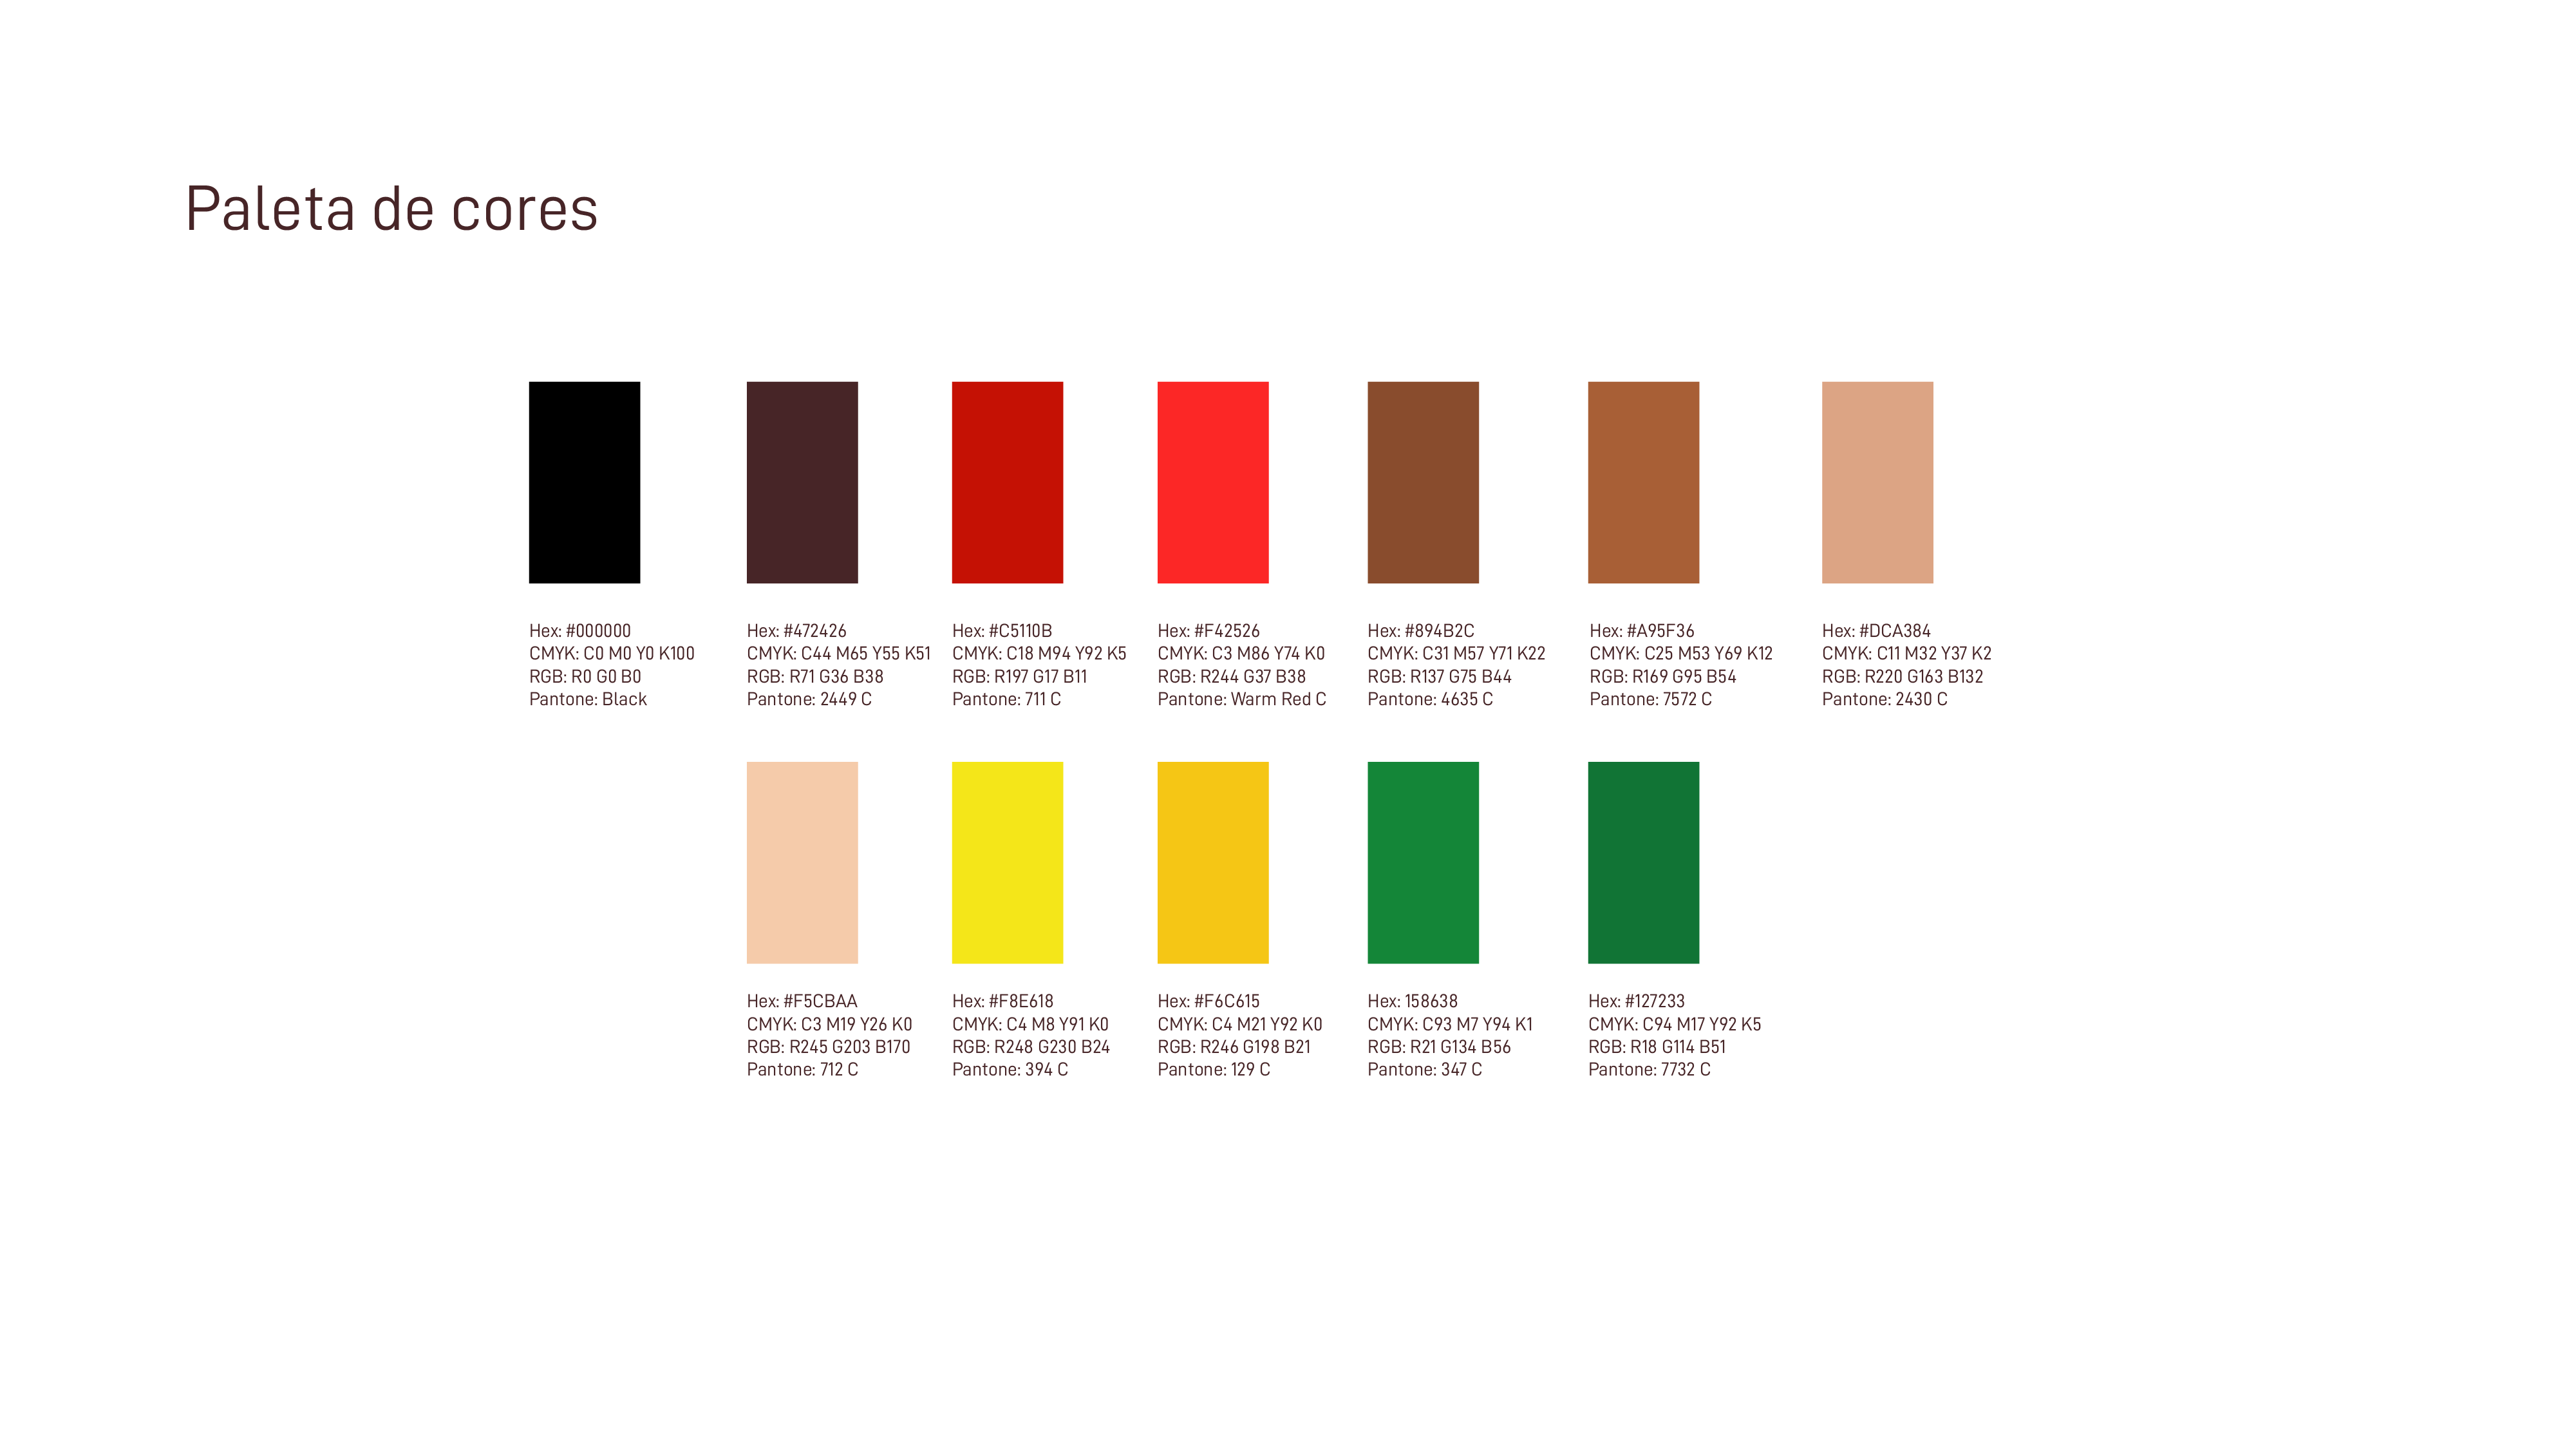 Paleta de cores
Hex: #000000
CMYK: C0 M0 Y0 K100
RGB: R0 G0 B0
Pantone: Black
Hex: #472426
CMYK: C44 M65 Y55 K51
RGB: R71 G36 B38
Pantone: 2449 C
Hex: #C5110B
CMYK: C18 M94 Y92 K5
RGB: R197 G17 B11
Pantone: 711 C
Hex: #F42526
CMYK: C3 M86 Y74 K0
RGB: R244 G37 B38
Pantone: Warm Red C
Hex: #894B2C
CMYK: C31 M57 Y71 K22
RGB: R137 G75 B44
Pantone: 4635 C
Hex: #A95F36
CMYK: C25 M53 Y69 K12
RGB: R169 G95 B54
Pantone: 7572 C
Hex: #DCA384
CMYK: C11 M32 Y37 K2
RGB: R220 G163 B132
Pantone: 2430 C
Hex: #F5CBAA
CMYK: C3 M19 Y26 K0
RGB: R245 G203 B170
Pantone: 712 C
Hex: #F8E618
CMYK: C4 M8 Y91 K0
RGB: R248 G230 B24
Pantone: 394 C
Hex: #F6C615
CMYK: C4 M21 Y92 K0
RGB: R246 G198 B21
Pantone: 129 C
Hex: 158638
CMYK: C93 M7 Y94 K1
RGB: R21 G134 B56
Pantone: 347 C
Hex: #127233
CMYK: C94 M17 Y92 K5
RGB: R18 G114 B51
Pantone: 7732 C